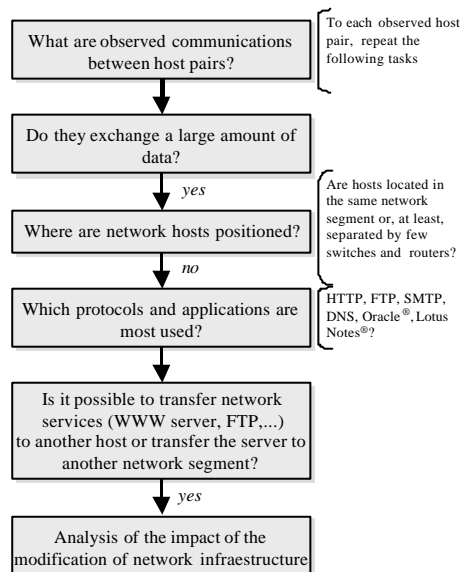 What are observed communications
between host pairs?
To each observed host
pair, repeat the
following tasks
Do they exchange a large amount of
data?
yes
Where are network hosts positioned?
Are hosts located in
the same network
segment or, at least,
separated by few
switches and routers?
no
Which protocols and applications are
most used?
HTTP, FTP, SMTP,
DNS, Oracle®, Lotus
Notes®?
Is it possible to transfer network
services (WWW server, FTP,...)
to another host or transfer the server to
another network segment?
yes
Analysis of the impact of the
modification of network infraestructure